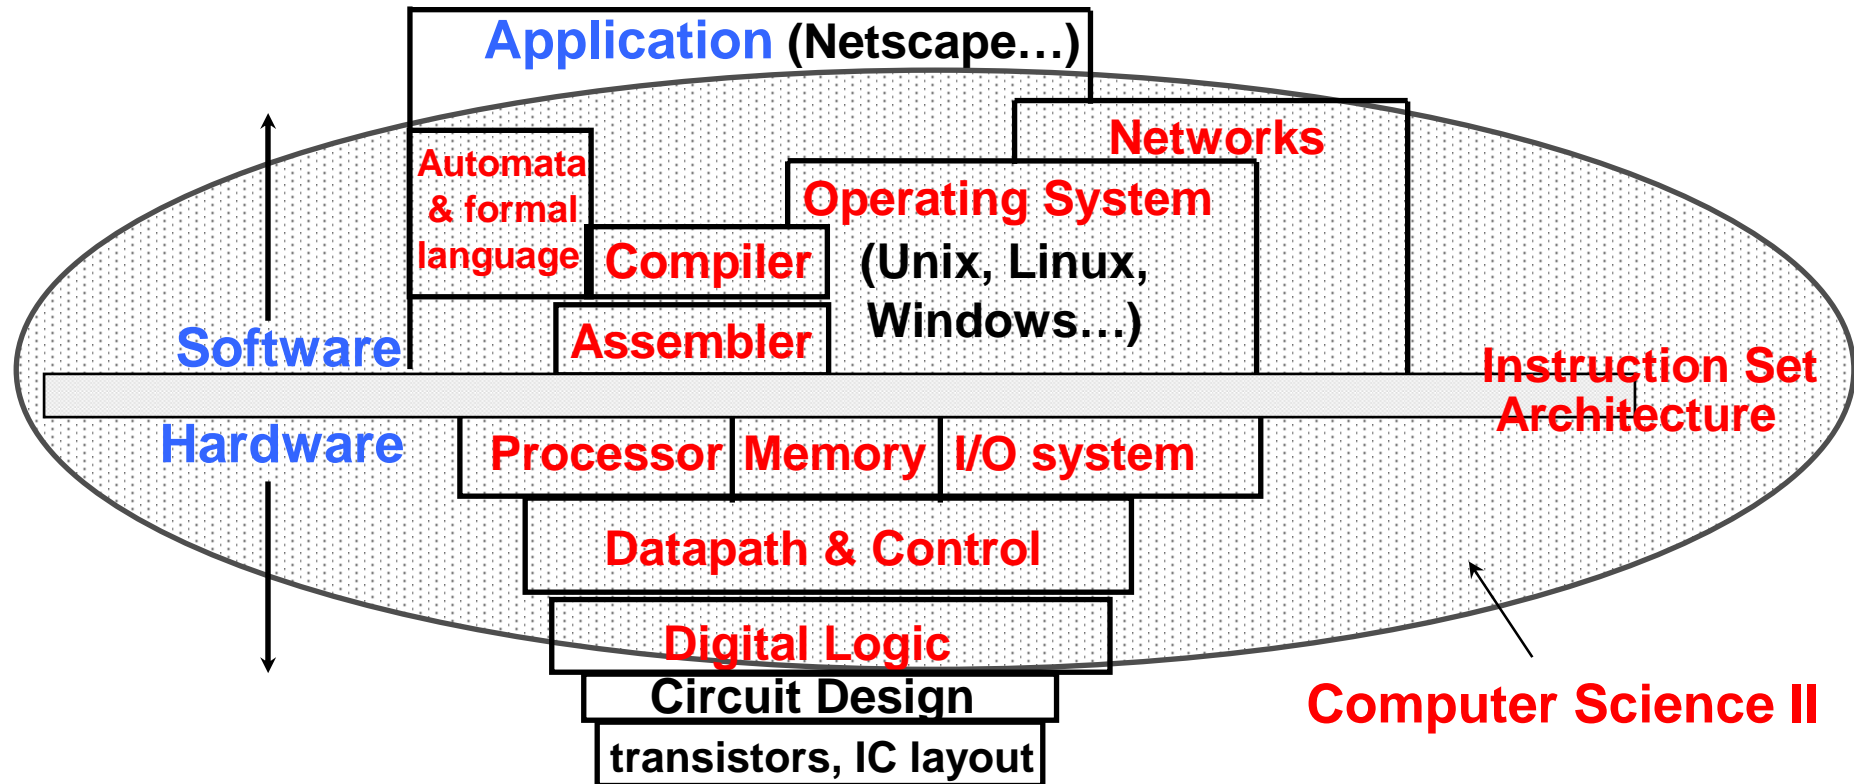 Application (Netscape…)
Networks
Automata
& formal
language
Operating System
(Unix, Linux,
Windows…)
Compiler
Assembler
Software
Instruction Set
Architecture
Hardware
Processor
Memory
I/O system
Datapath & Control
Digital Logic
Circuit Design
transistors, IC layout
Computer Science II